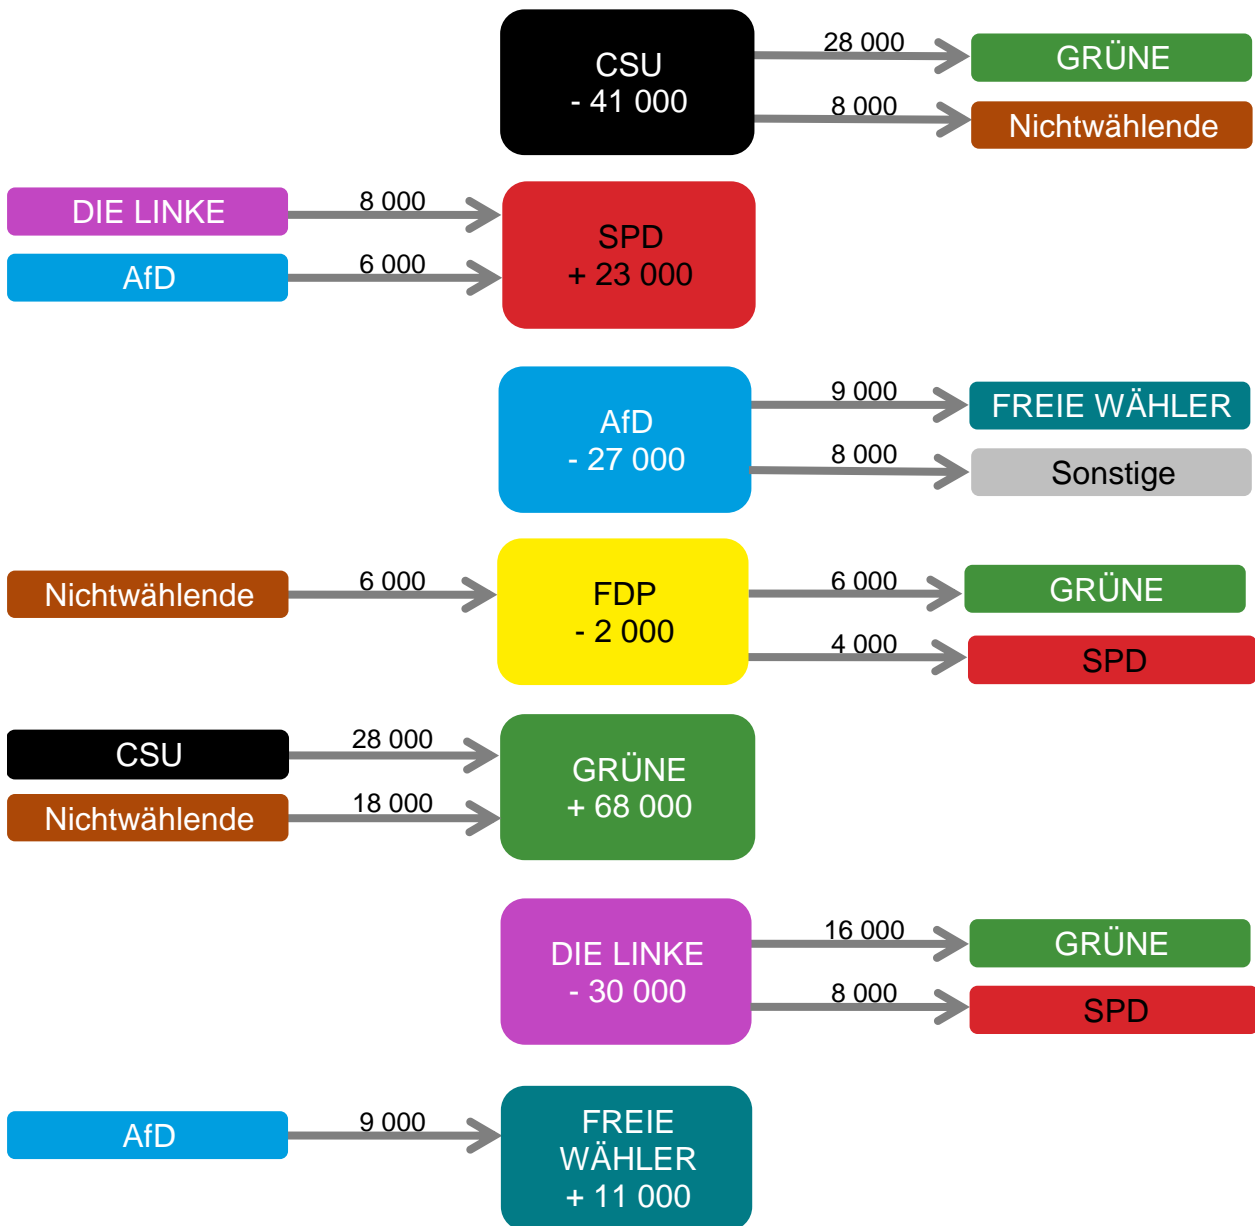 CSU
- 41 000
28 000
GRÜNE
8 000
Nichtwählende
DIE LINKE
8 000
AfD
6 000
SPD
+ 23 000
AfD
- 27 000
9 000
FREIE WÄHLER
8 000
Sonstige
Nichtwählende
6 000
FDP
- 2 000
6 000
GRÜNE
4 000
SPD
CSU
28 000
Nichtwählende
18 000
GRÜNE
+ 68 000
DIE LINKE
- 30 000
16 000
GRÜNE
8 000
SPD
AfD
9 000
FREIE
WÄHLER
+ 11 000